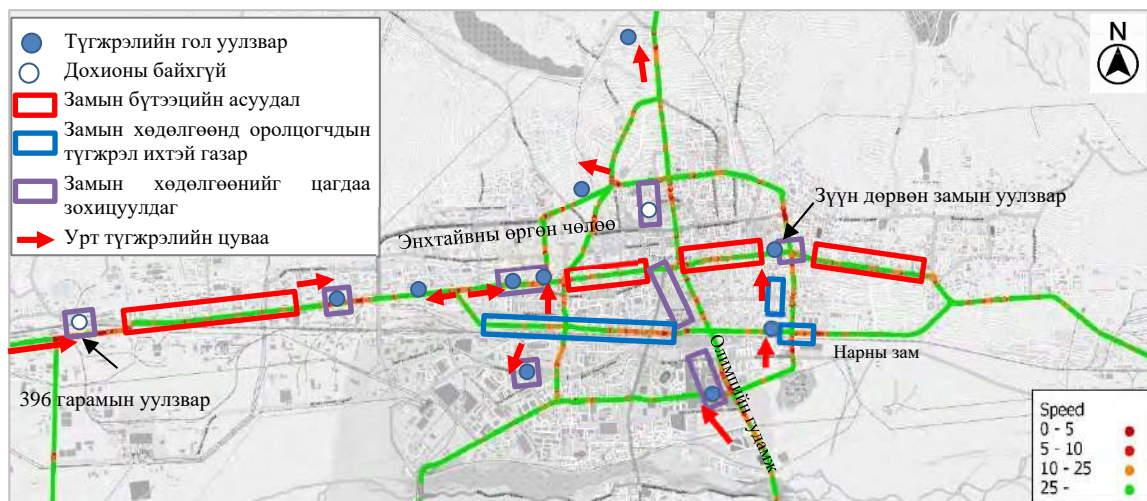 Түгжрэлийн гол уулзвар
Дохионы байхгүй
Замын бүтээцийн асуудал
Замын хөдөлгөөнд оролцогчдын
түгжрэл ихтэй газар
Замын хөдөлгөөнийг цагдаа
зохицуулдаг
Урт түгжрэлийн цуваа
N
Зүүн дөрвөн замын уулзвар
Энхтайвны өргөн чөлөө
Нарны зам
Олимпийн гудамж
396 гарамын уулзвар
Speed
0 - 5
5 - 10
10 - 25
25 -